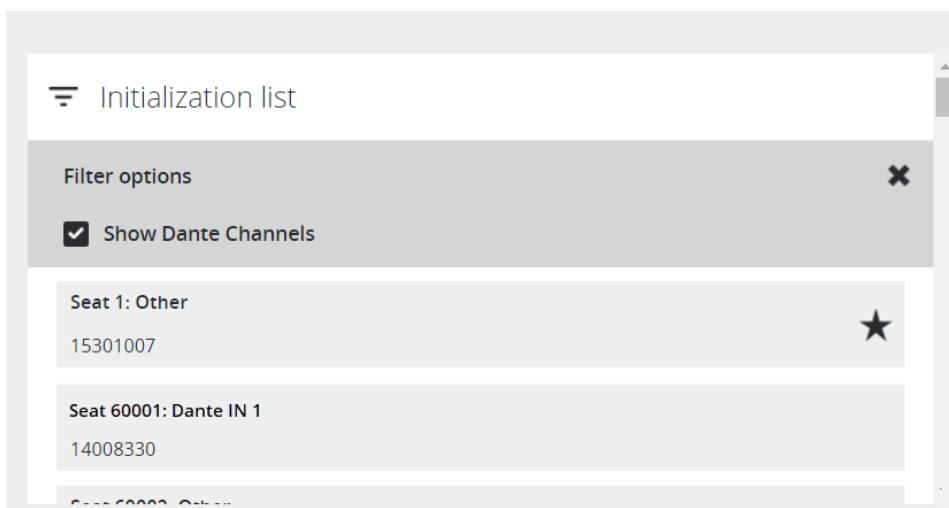 Initialization list
Filter options
Show Dante Channels
Seat 1: Other
15301007
Seat 60001: Dante IN 1
14008330